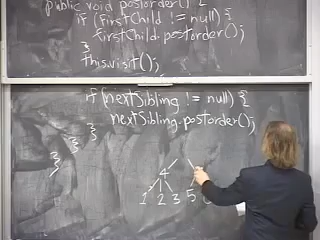 public void postorder() {
if (firstChild != null) {
firstChild.postorder();
}
this.visit();
if (nextSibling != null) {
nextSibling.postorder();
}
}
}
4
1 2 3 5